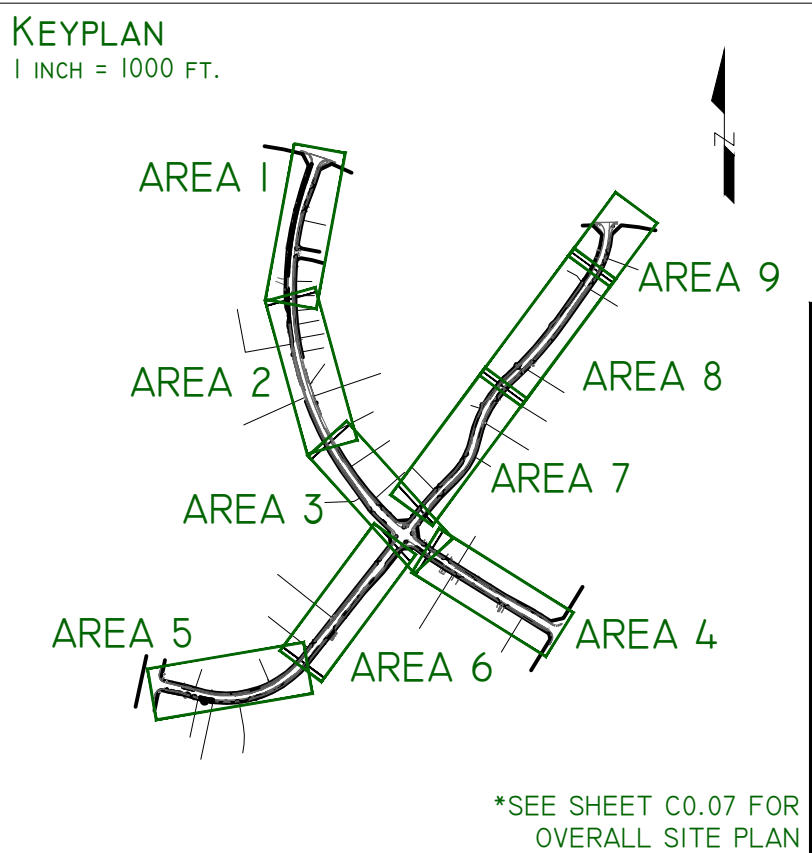 KEYPLAN
1 INCH = 1000 FT.
N
AREA 1
AREA 9
AREA 2
AREA 8
AREA 3
AREA 7
AREA 5
AREA 4
AREA 6
*SEE SHEET C0.07 FOR
OVERALL SITE PLAN